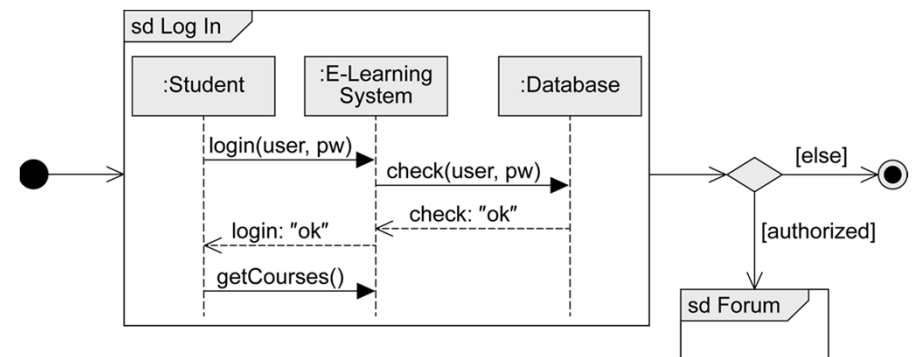 sd Log In
:Student
:E-Learning
System
:Database
login(user, pw)
check(user, pw)
check: "ok"
login: "ok"
getCourses()
[else]
[authorized]
sd Forum